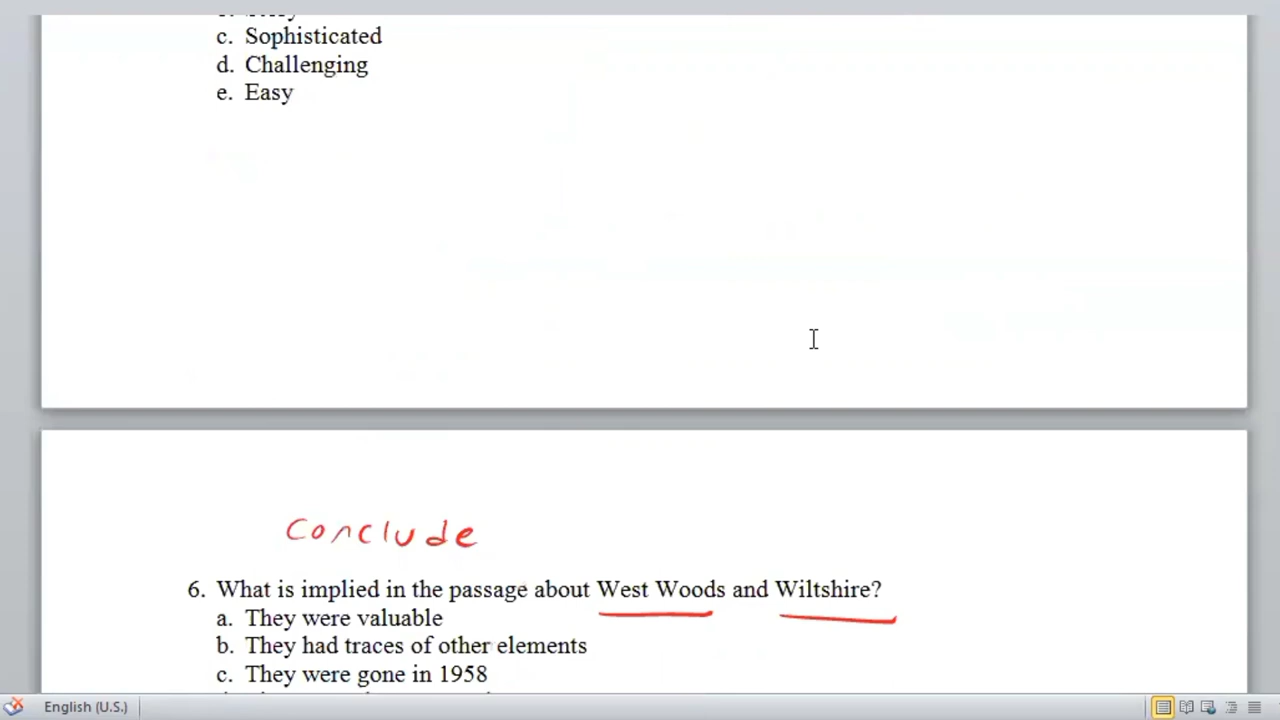 c. Sophisticated
d. Challenging
e. Easy
Conclude
6. What is implied in the passage about West Woods and Wiltshire?
a. They were valuable
b. They had traces of other elements
c. They were gone in 1958
English (U.S.)